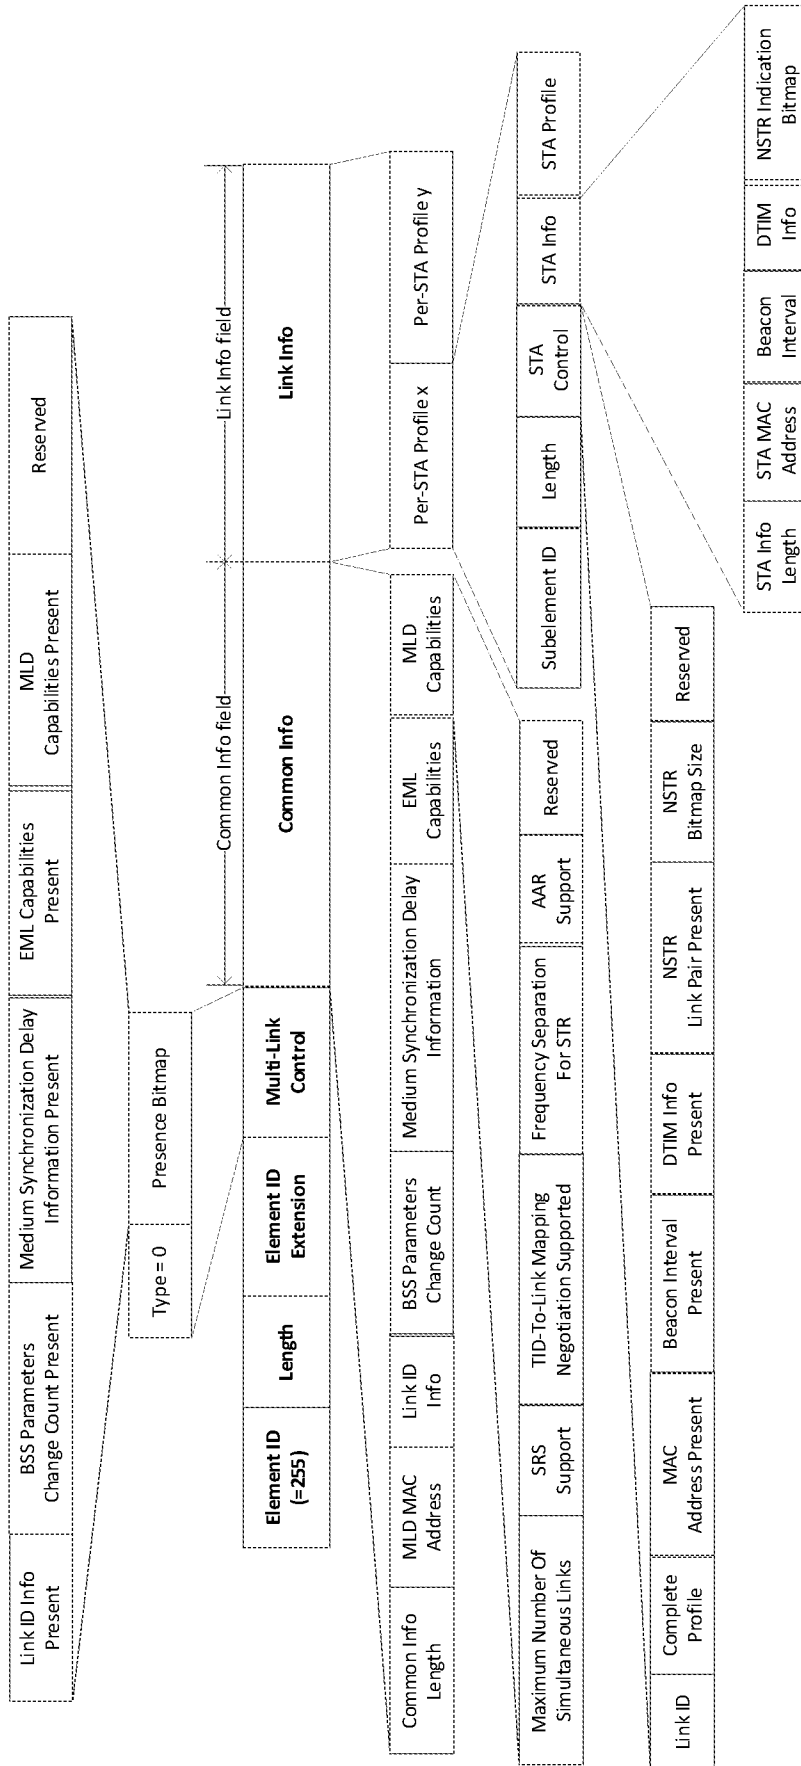 Link ID Info
Present
BSS Parameters
Change Count Present
Medium Synchronization Delay
Information Present
EML Capabilities
Present
MLD
Capabilities Present
Reserved
Type = 0
Presence Bitmap
Common Info field
Link Info field
Element ID
(=255)
Length
Element ID
Extension
Multi-Link
Control
Common Info
Link Info
Common Info
Length
MLD MAC
Address
Link ID
Info
BSS Parameters
Change Count
Medium Synchronization Delay
Information
EML
Capabilities
MLD
Capabilities
Per-STA Profile x
Per-STA Profile y
Maximum Number Of
Simultaneous Links
SRS
Support
TID-To-Link Mapping
Negotiation Supported
Frequency Separation
For STR
AAR
Support
Reserved
Subelement ID
Length
STA
Control
STA Info
STA Profile
Link ID
Complete
Profile
MAC
Address Present
Beacon Interval
Present
DTIM Info
Present
NSTR
Link Pair Present
NSTR
Bitmap Size
Reserved
STA Info
Length
STA MAC
Address
Beacon
Interval
DTIM
Info
NSTR Indication
Bitmap